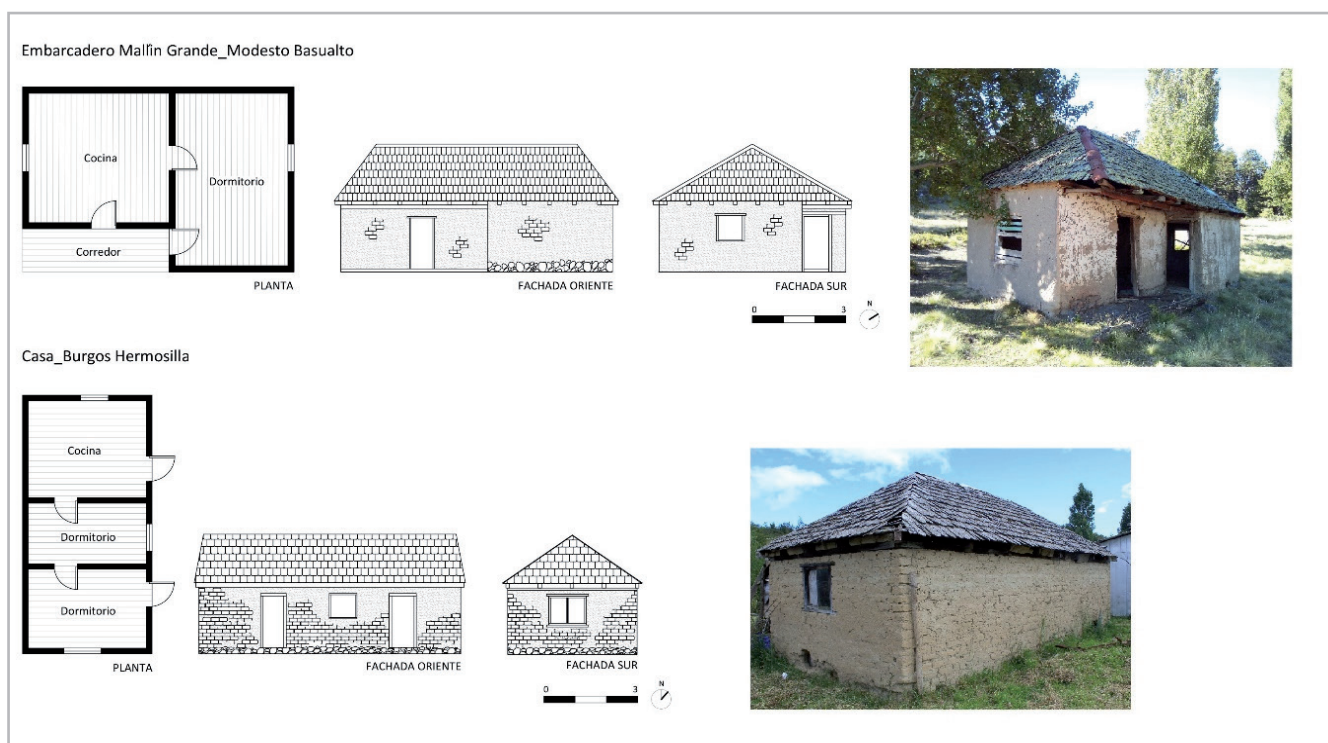 Embarcadero Mallín Grande_Modesto Basualto
Cocina
Dormitorio
Corredor
PLANTA
FACHADA ORIENTE
FACHADA SUR
0 3
N
Casa_Burgos Hermosilla
Cocina
Dormitorio
Dormitorio
PLANTA
FACHADA ORIENTE
FACHADA SUR
0 3
N